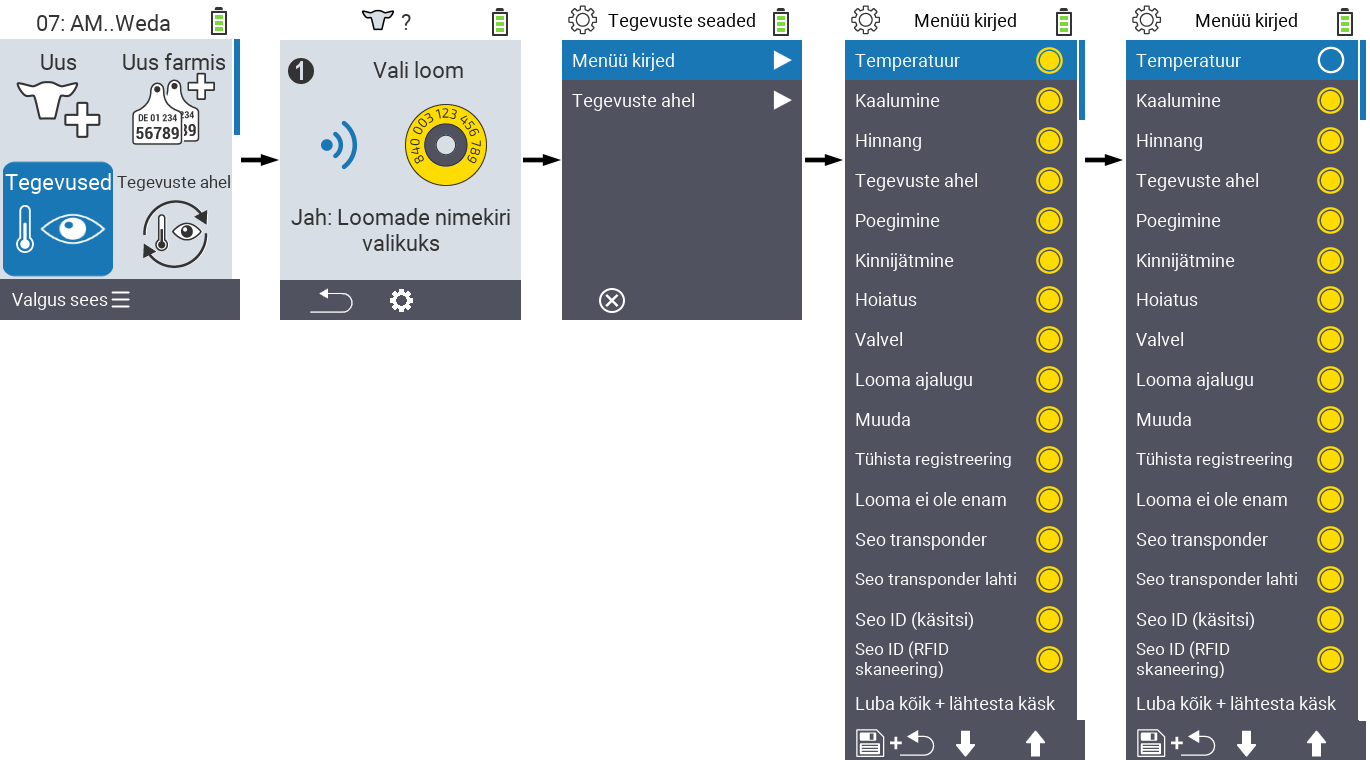 07: AM..Weda
Uus
Uus farmis
DE 01 234
56789
234
39
Tegevused
Tegevuste ahel
Valgus sees
?
1
Vali loom
840 003 123 456 789
Jah: Loomade nimekiri
valikuks
Tegevuste seaded
Menüü kirjed
Tegevuste ahel
Menüü kirjed
Temperatuur
Kaalumine
Hinnang
Tegevuste ahel
Poegimine
Kinnijätmine
Hoiatus
Valvel
Looma ajalugu
Muuda
Tühista registreering
Looma ei ole enam
Seo transponder
Seo transponder lahti
Seo ID (käsitsi)
Seo ID (RFID
skaneering)
Luba kõik + lähtesta käsk
+
Menüü kirjed
Temperatuur
Kaalumine
Hinnang
Tegevuste ahel
Poegimine
Kinnijätmine
Hoiatus
Valvel
Looma ajalugu
Muuda
Tühista registreering
Looma ei ole enam
Seo transponder
Seo transponder lahti
Seo ID (käsitsi)
Seo ID (RFID
skaneering)
Luba kõik + lähtesta käsk
+